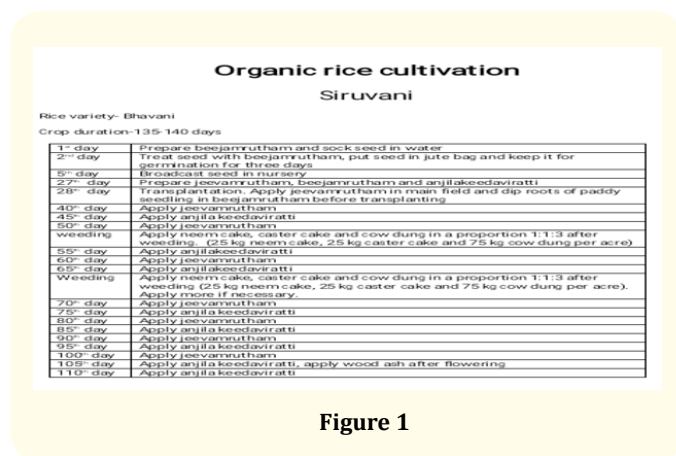 Organic rice cultivation
Siruvani
Rice variety- Bhavani
Crop duration-135-140 days
1st day Prepare beejamrutham and sock seed in water
2nd day Treat seed with beejamrutham, put seed in jute bag and keep it for
germination for three days
5th day Broadcast seed in nursery
27th day Prepare jeevamrutham, beejamrutham and anjilakeedaviratti
28th day Transplantation. Apply jeevamrutham in main field and dip roots of paddy
seedling in beejamrutham before transplanting
40th day Apply jeevamrutham
45th day Apply anjila keedaviratti
50th day Apply jeevamrutham
weeding Apply neem cake, caster cake and cow dung in a proportion 1:1:3 after
weeding. (25 kg neem cake, 25 kg caster cake and 75 kg cow dung per acre)
55th day Apply anjilakeedaviratti
60th day Apply jeevamrutham
65th day Apply anjilakeedaviratti
Weeding Apply neem cake, caster cake and cow dung in a proportion 1:1:3 after
weeding (25 kg neem cake, 25 kg caster cake and 75 kg cow dung per acre).
Apply more if necessary.
70th day Apply jeevamrutham
75th day Apply anjila keedaviratti
80th day Apply jeevamrutham
85th day Apply anjila keedaviratti
90th day Apply jeevamrutham
95th day Apply anjila keedaviratti
100th day Apply jeevamrutham
105th day Apply anjila keedaviratti, apply wood ash after flowering
110th day Apply anjila keedaviratti
Figure 1